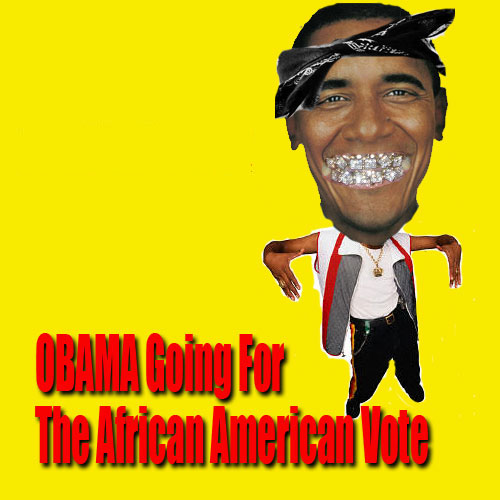 OBAMA Going For
The African American Vote